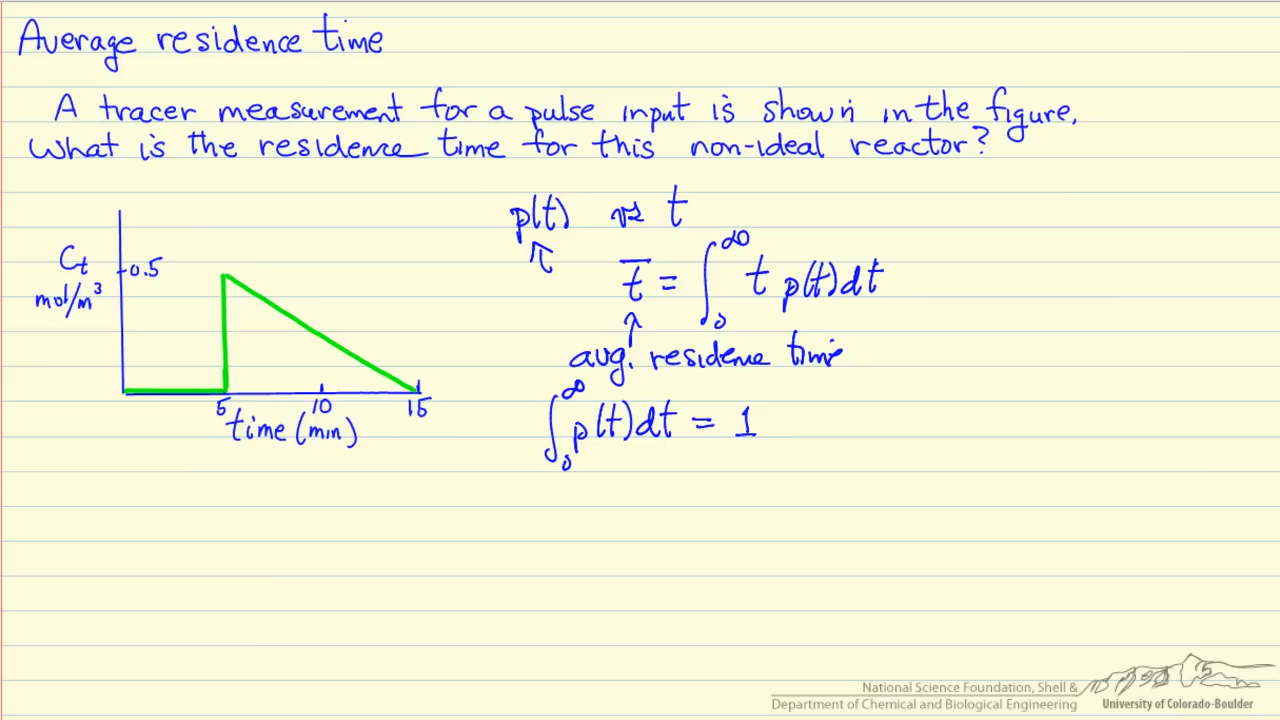 Average residence time
A tracer measurement for a pulse input is shown in the figure.
What is the residence time for this non-ideal reactor?
p(t) vs t
C_t
mol/m³
0.5
t̄ = ∫₀^∞ t p(t)dt
avg. residence time
5 10 15
time (min)
∫₀^∞ p(t)dt = 1
National Science Foundation, Shell &
Department of Chemical and Biological Engineering
University of Colorado-Boulder